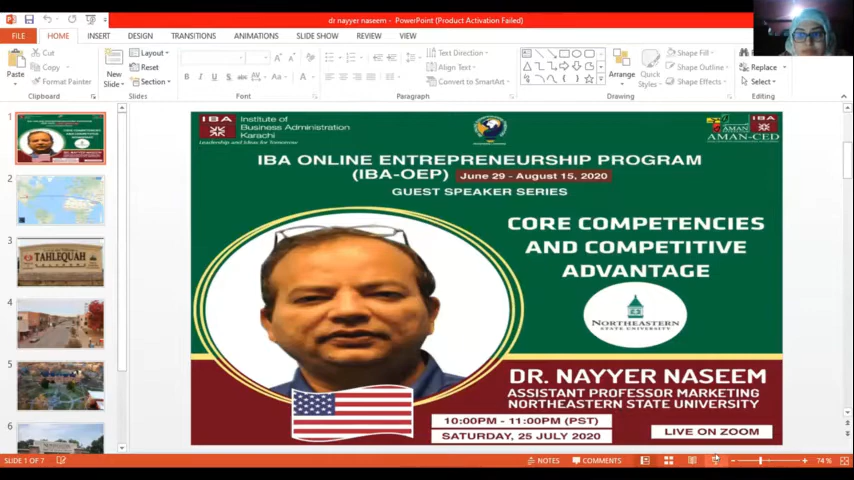 dr nayyer naseem - PowerPoint (Product Activation Failed)
FILE HOME INSERT DESIGN TRANSITIONS ANIMATIONS SLIDE SHOW REVIEW VIEW
Paste
Cut
Copy
Format Painter
Clipboard
New
Slide
Layout
Reset
Section
Slides
Font
Text Direction
Align Text
Convert to SmartArt
Paragraph
Arrange
Quick
Styles
Shape Fill
Shape Outline
Shape Effects
Drawing
Replace
Select
Editing
1
2
3
TAHLEQUAH
4
5
6
IBA
Institute of
Business Administration
Karachi
Leadership and Ideas for Tomorrow
AMAN
IBA
AMAN-CED
IBA ONLINE ENTREPRENEURSHIP PROGRAM
(IBA-OEP) June 29 - August 15, 2020
GUEST SPEAKER SERIES
CORE COMPETENCIES
AND COMPETITIVE
ADVANTAGE
NORTHEASTERN
STATE UNIVERSITY
DR. NAYYER NASEEM
ASSISTANT PROFESSOR MARKETING
NORTHEASTERN STATE UNIVERSITY
10:00PM - 11:00PM (PST)
SATURDAY, 25 JULY 2020
LIVE ON ZOOM
SLIDE 1 OF 7
NOTES
COMMENTS
74 %